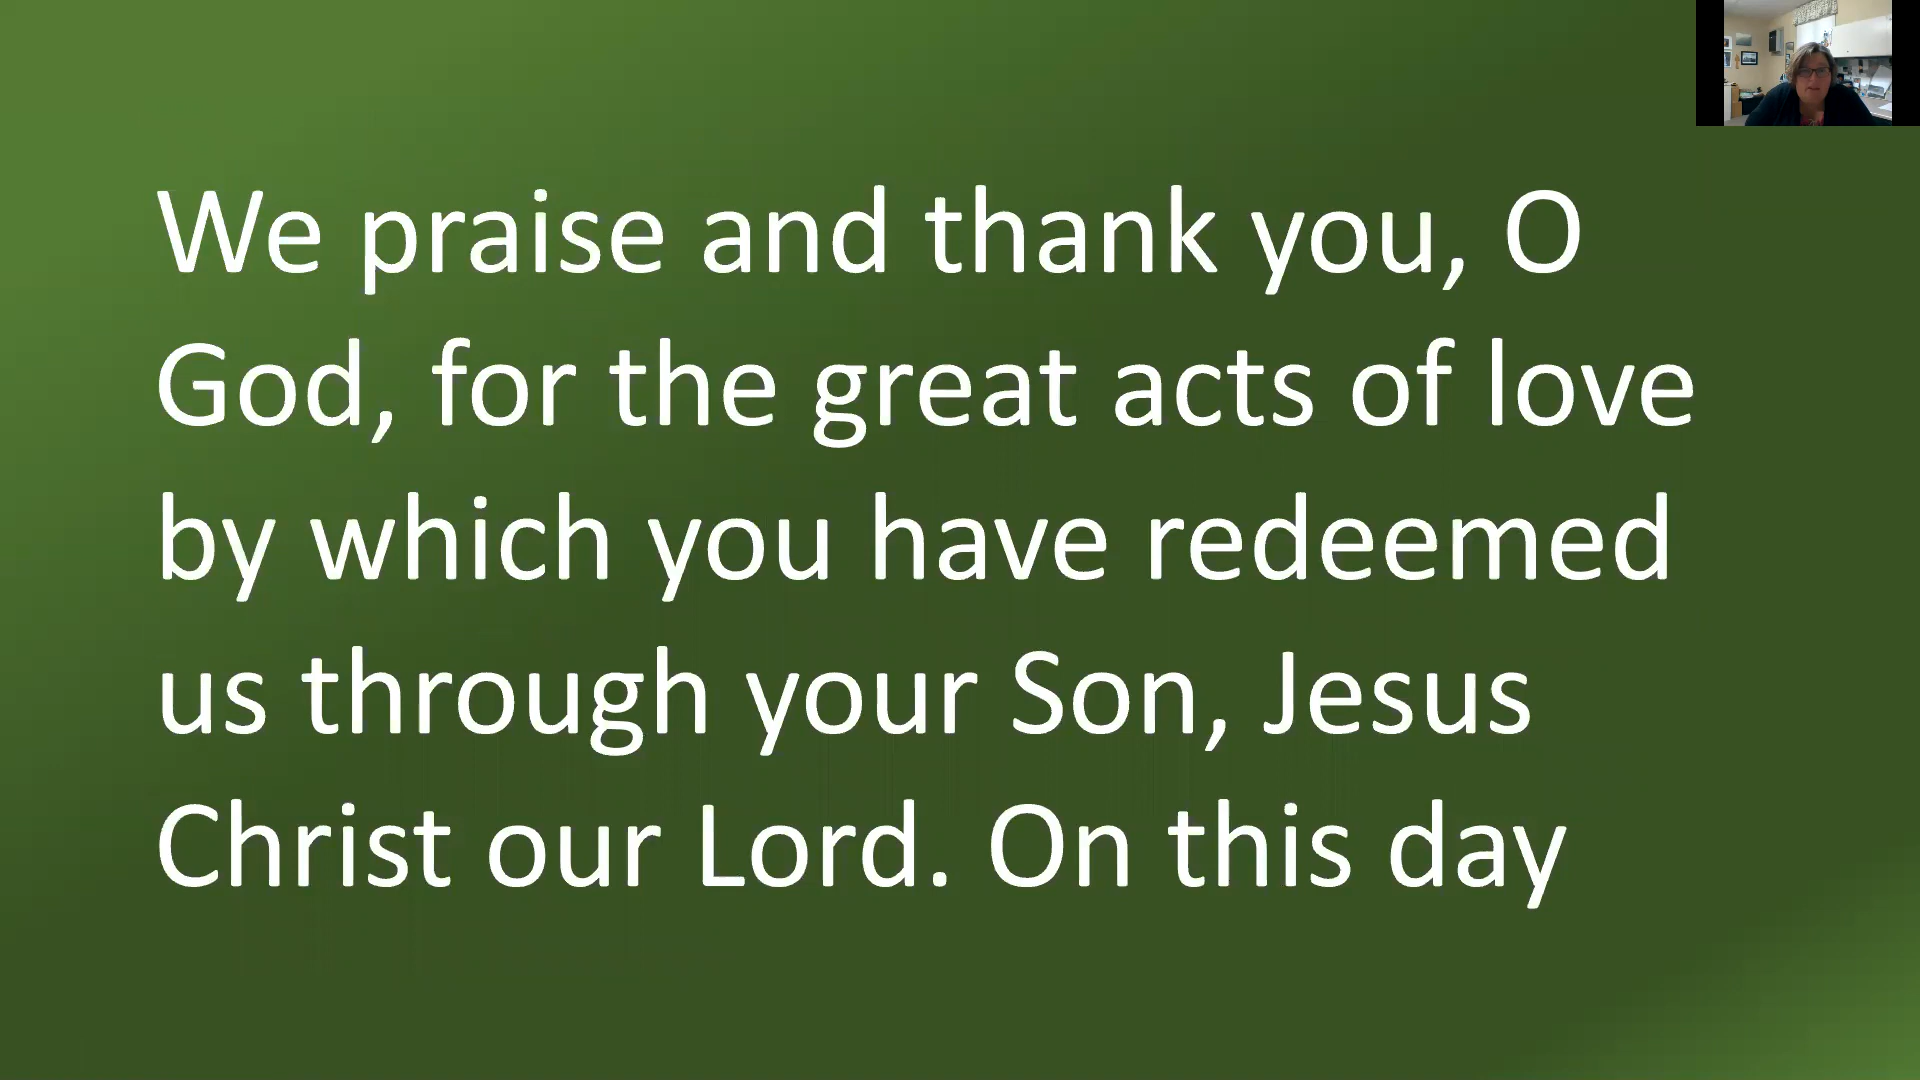 We praise and thank you, O
God, for the great acts of love
by which you have redeemed
us through your Son, Jesus
Christ our Lord. On this day